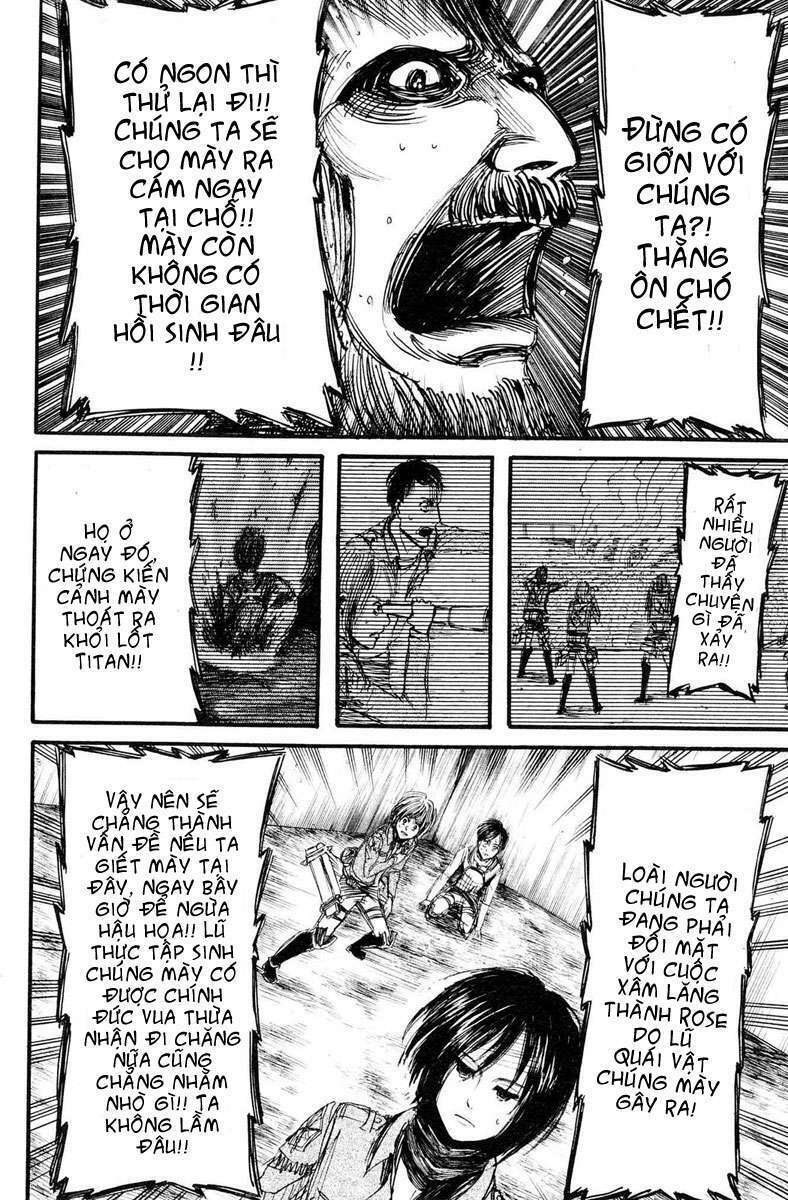 ĐỪNG CÓ
GIỠN VỚI
CHÚNG
TA?!
THẰNG
ÔN CHÓ
CHẾT!!
CÓ NGON THÌ
THỬ LẠI ĐI!!
CHÚNG TA SẼ
CHO MÀY RA
CÁM NGAY
TẠI CHỖ!!
MÀY CÒN
KHÔNG CÓ
THỜI GIAN
HỒI SINH ĐÂU
!!
RẤT
NHIỀU
NGƯỜI
ĐÃ
THẤY
CHUYỆN
GÌ ĐÃ
XẢY
RA!!
HỌ Ở
NGAY ĐÓ,
CHỨNG KIẾN
CẢNH MÀY
THOÁT RA
KHỎI LỐT
TITAN!!
LOÀI NGƯỜI
CHÚNG TA
ĐANG PHẢI
ĐỐI MẶT
VỚI CUỘC
XÂM LĂNG
THÀNH ROSE
DO LŨ
QUÁI VẬT
CHÚNG MÀY
GÂY RA!
VẬY NÊN SẼ
CHẲNG THÀNH
VẤN ĐỀ NẾU TA
GIẾT MÀY TẠI
ĐÂY, NGAY BÂY
GIỜ ĐỂ NGỪA
HẬU HỌA!! LŨ
THỰC TẬP SINH
CHÚNG MÀY CÓ
ĐƯỢC CHÍNH
ĐỨC VUA THỪA
NHẬN ĐI CHĂNG
NỮA CŨNG
CHẲNG NHẰM
NHÒ GÌ!! TA
KHÔNG LẦM
ĐÂU!!